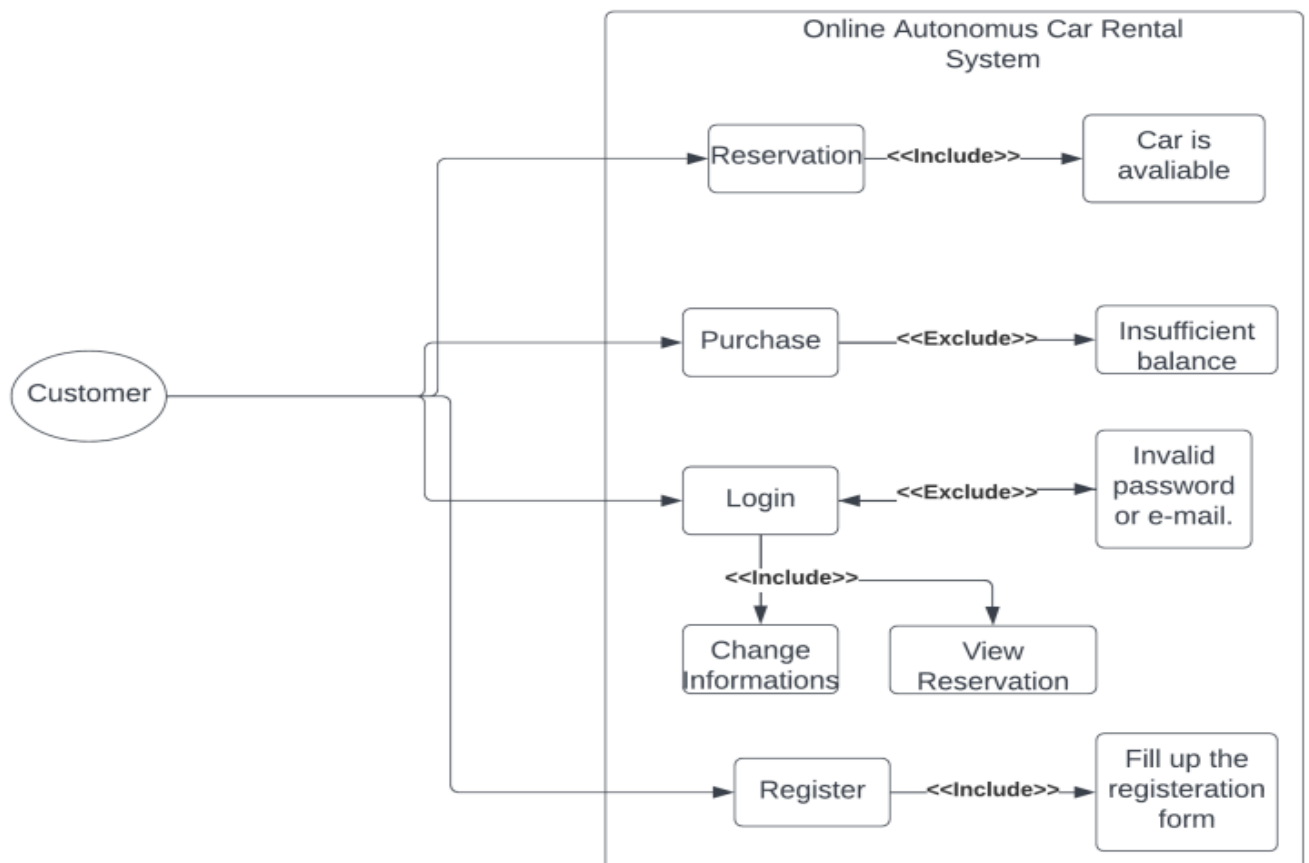 Online Autonomus Car Rental
System
Reservation
<<Include>>
Car is
avaliable
Purchase
<<Exclude>>
Insufficient
balance
Customer
Login
<<Exclude>>
Invalid
password
or e-mail.
<<Include>>
Change
Informations
View
Reservation
Register
<<Include>>
Fill up the
registeration
form